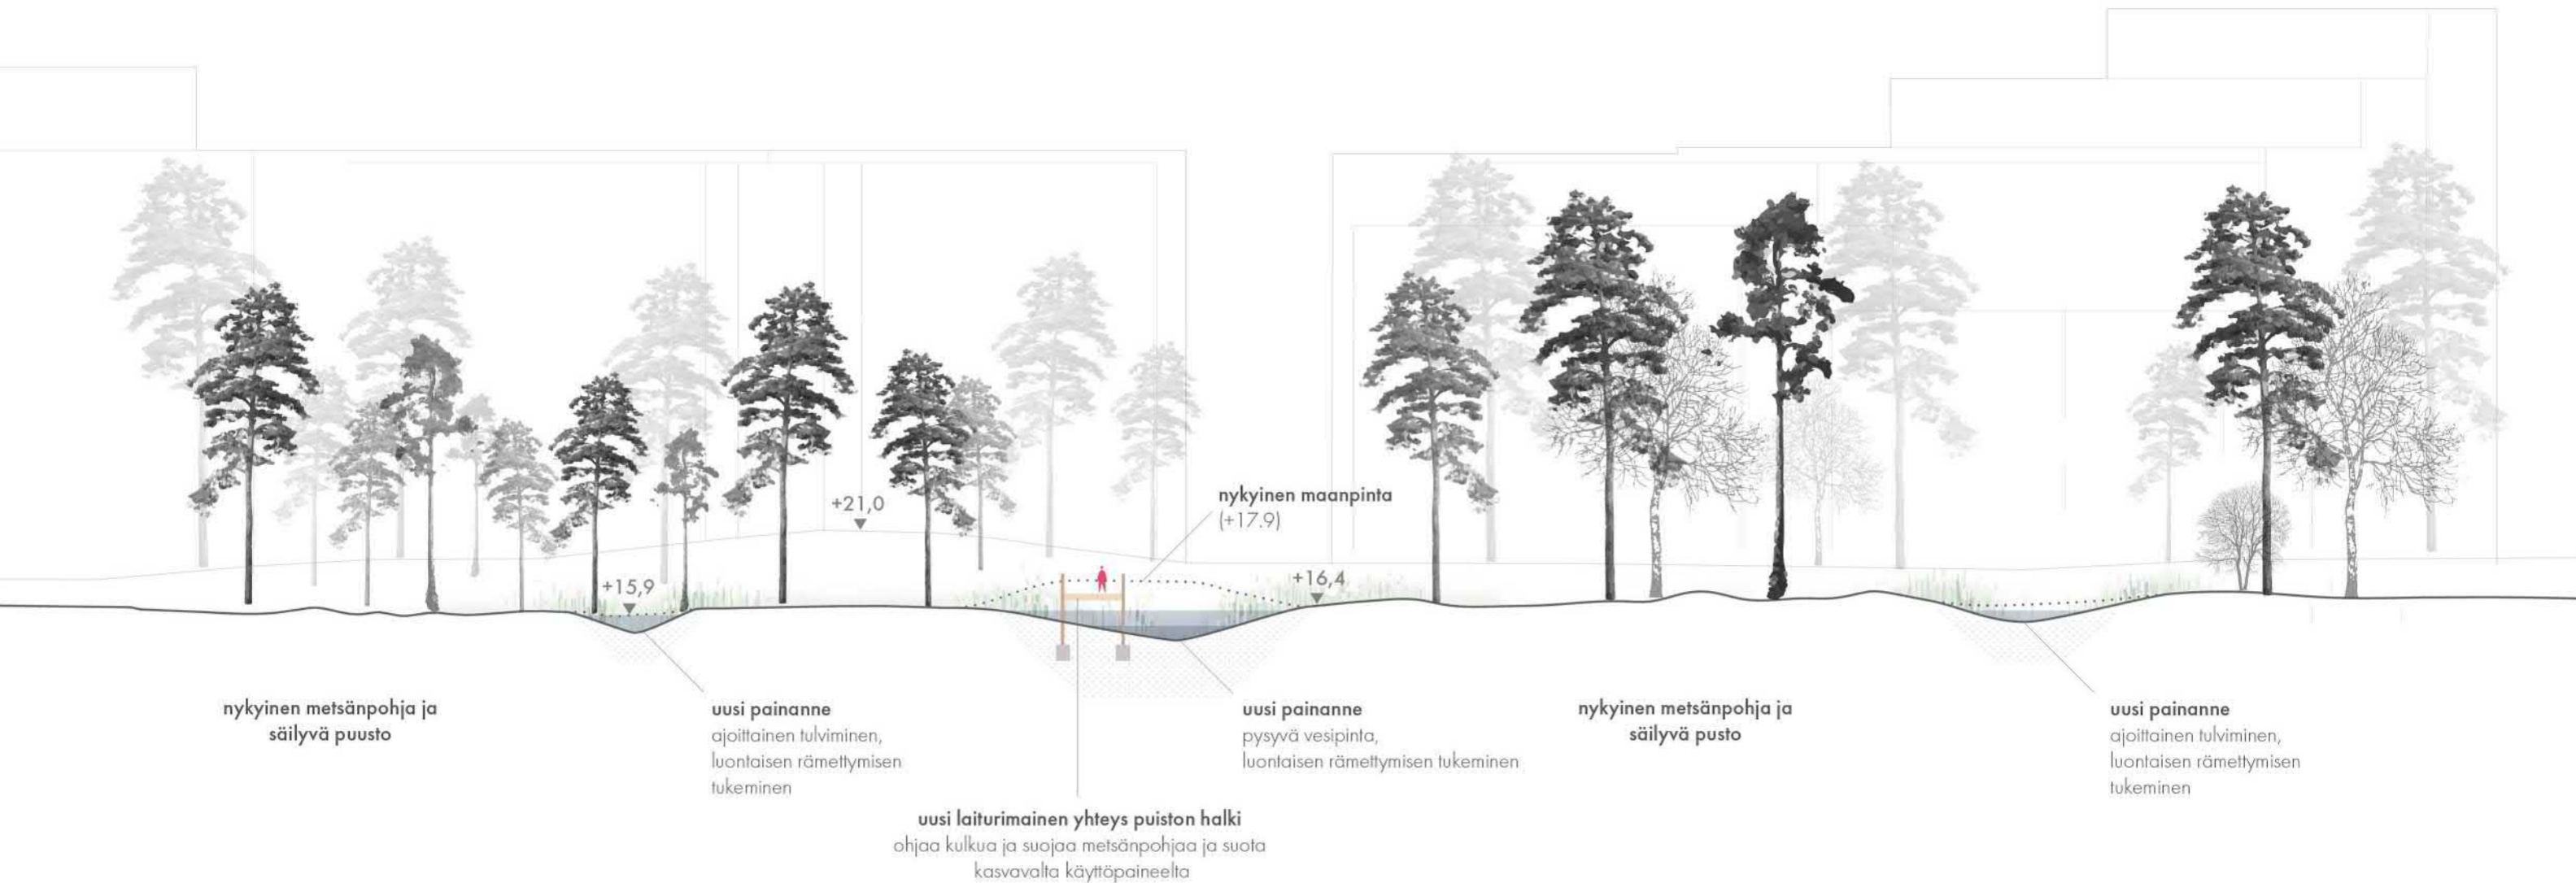 +21,0
nykyinen maanpinta
(+17.9)
+15,9
+16,4
nykyinen metsänpohja ja
säilyvä puusto
uusi painanne
ajoittainen tulviminen,
luontaisen rämettymisen
tukeminen
uusi laiturimainen yhteys puiston halki
ohjaa kulkua ja suojaa metsänpohjaa ja suota
kasvavalta käyttöpaineelta
uusi painanne
pysyvä vesipinta,
luontaisen rämettymisen tukeminen
nykyinen metsänpohja ja
säilyvä pusto
uusi painanne
ajoittainen tulviminen,
luontaisen rämettymisen
tukeminen